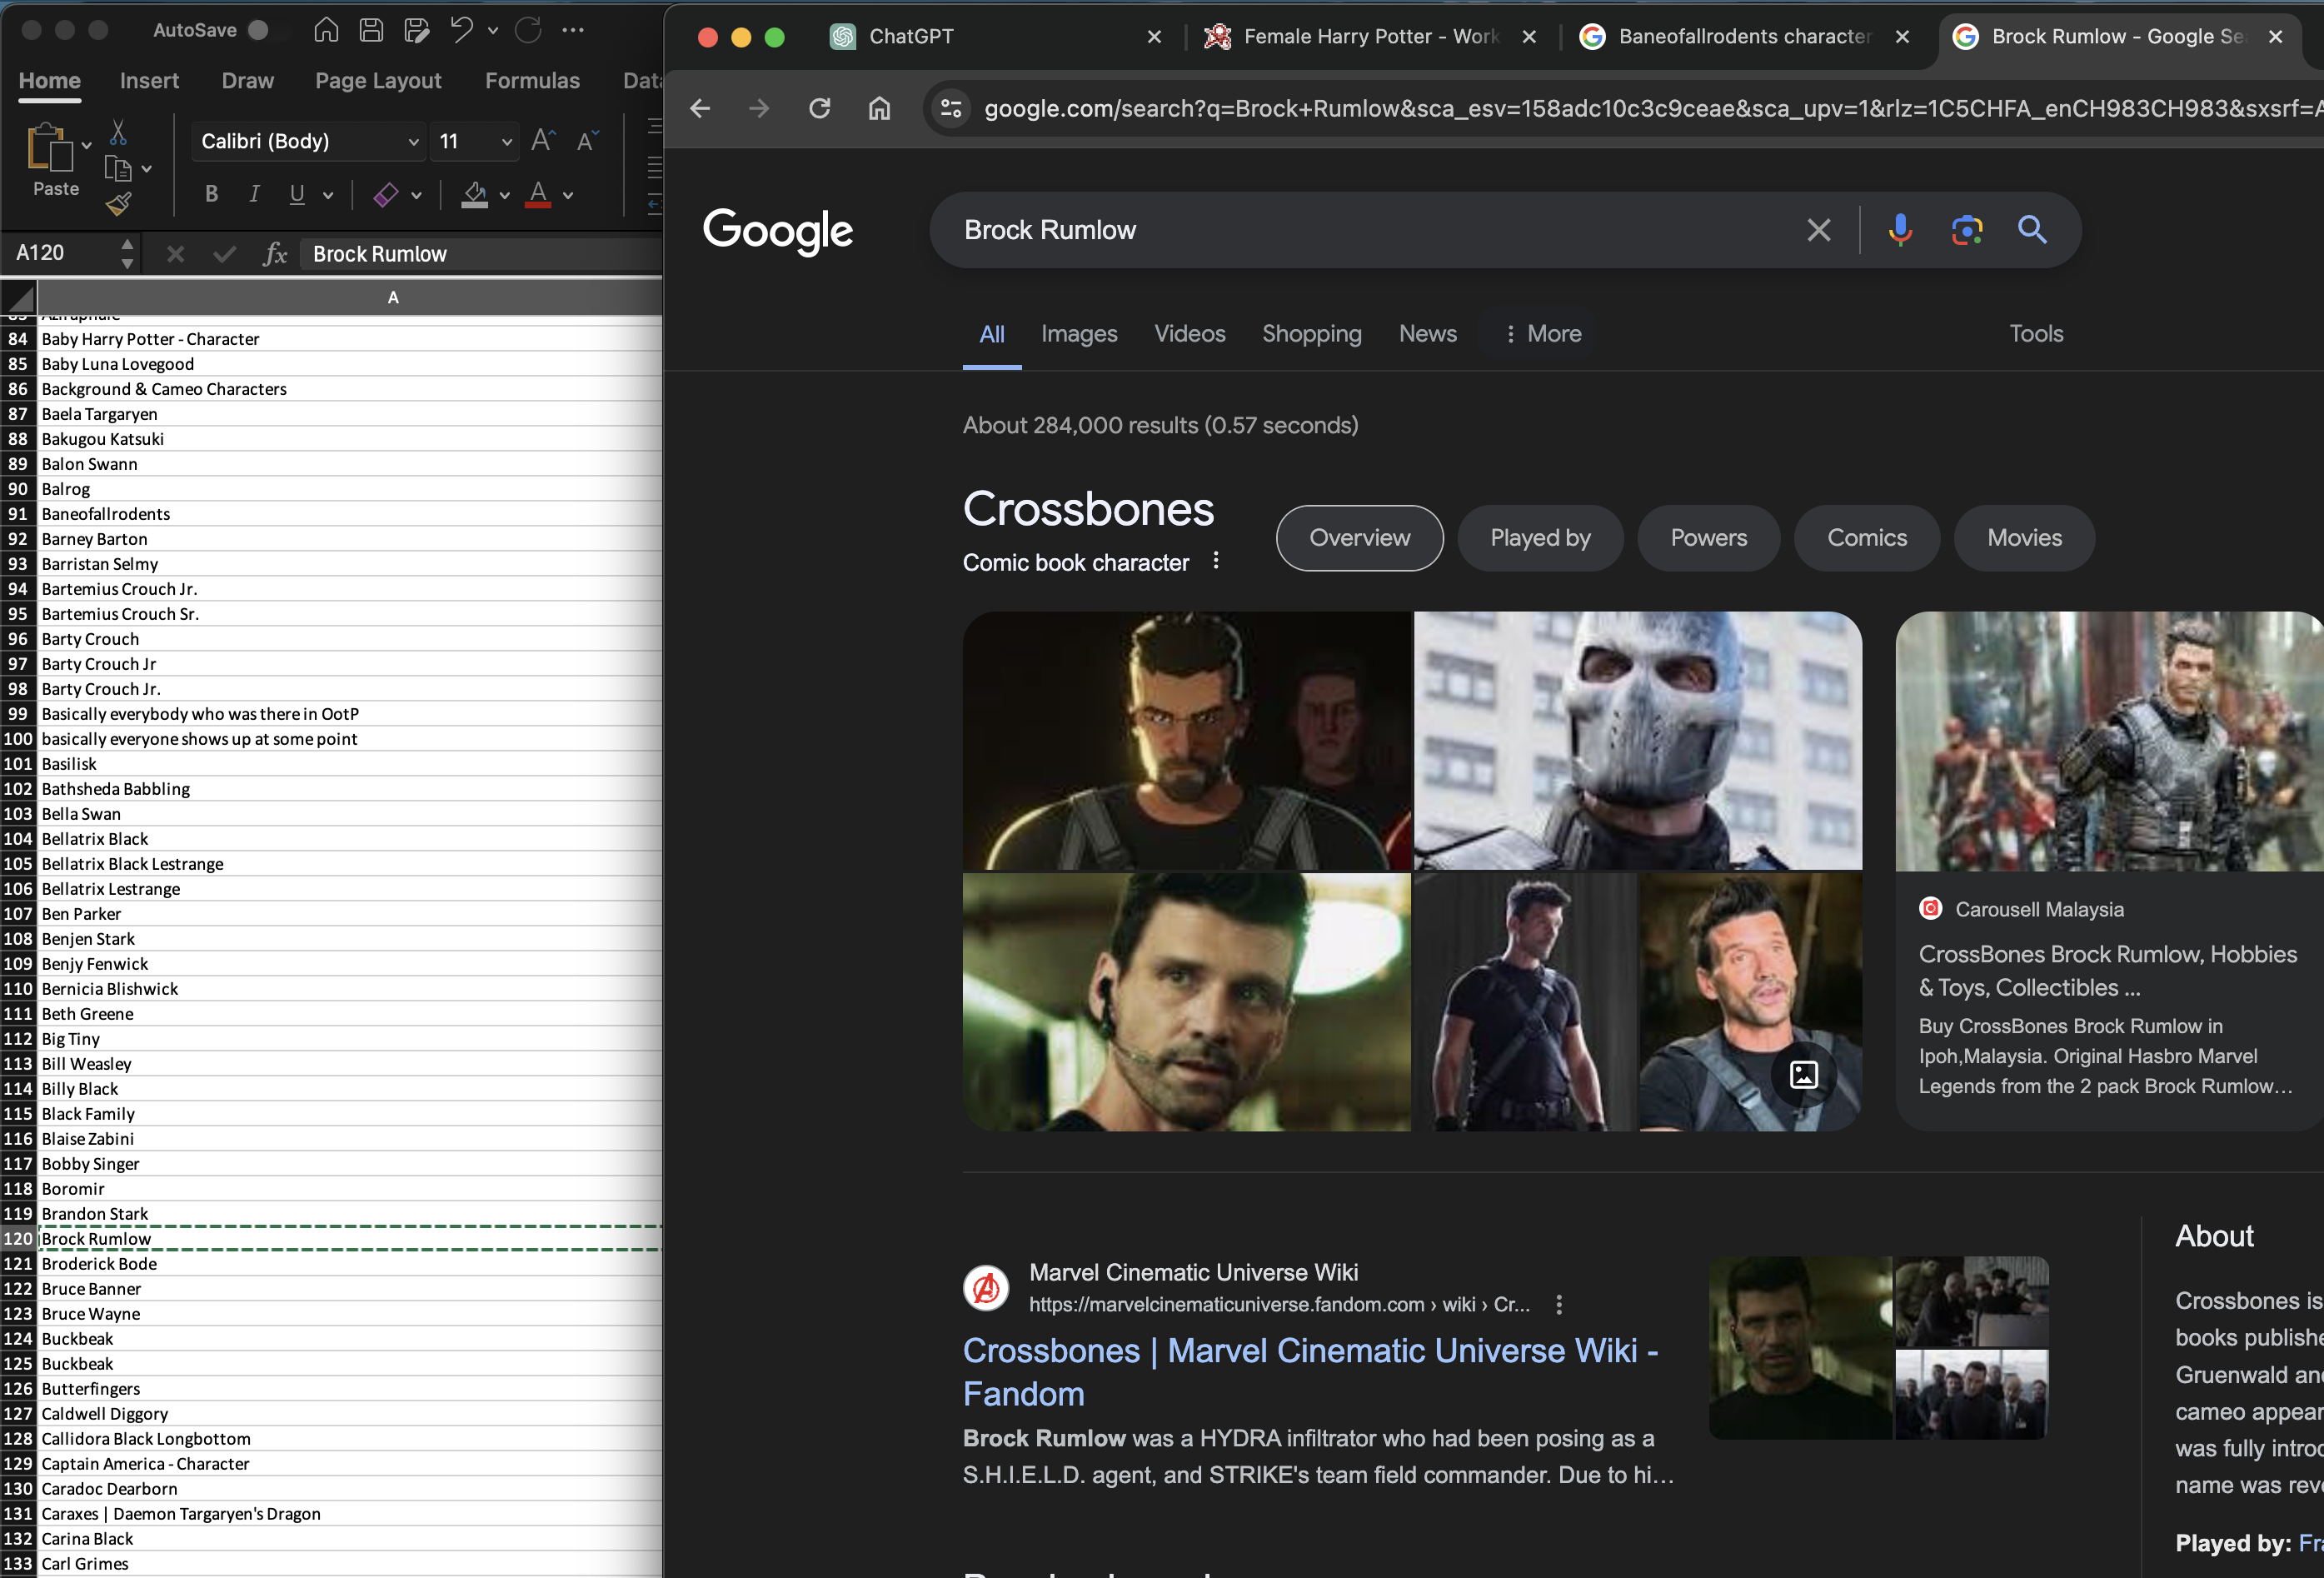 AutoSave
Home Insert Draw Page Layout Formulas Data
Paste
Calibri (Body) 11
B I U A
A120 fx Brock Rumlow
A
84 Baby Harry Potter - Character
85 Baby Luna Lovegood
86 Background & Cameo Characters
87 Baela Targaryen
88 Bakugou Katsuki
89 Balon Swann
90 Balrog
91 Baneofallrodents
92 Barney Barton
93 Barristan Selmy
94 Bartemius Crouch Jr.
95 Bartemius Crouch Sr.
96 Barty Crouch
97 Barty Crouch Jr
98 Barty Crouch Jr.
99 Basically everybody who was there in OotP
100 basically everyone shows up at some point
101 Basilisk
102 Bathsheda Babbling
103 Bella Swan
104 Bellatrix Black
105 Bellatrix Black Lestrange
106 Bellatrix Lestrange
107 Ben Parker
108 Benjen Stark
109 Benjy Fenwick
110 Bernicia Blishwick
111 Beth Greene
112 Big Tiny
113 Bill Weasley
114 Billy Black
115 Black Family
116 Blaise Zabini
117 Bobby Singer
118 Boromir
119 Brandon Stark
120 Brock Rumlow
121 Broderick Bode
122 Bruce Banner
123 Bruce Wayne
124 Buckbeak
125 Buckbeak
126 Butterfingers
127 Caldwell Diggory
128 Callidora Black Longbottom
129 Captain America - Character
130 Caradoc Dearborn
131 Caraxes | Daemon Targaryen's Dragon
132 Carina Black
133 Carl Grimes
ChatGPT
Female Harry Potter - Work
Baneofallrodents character
Brock Rumlow - Google Se
google.com/search?q=Brock+Rumlow&sca_esv=158adc10c3c9ceae&sca_upv=1&rlz=1C5CHFA_enCH983CH983&sxsrf=A
Google
Brock Rumlow
All Images Videos Shopping News More Tools
About 284,000 results (0.57 seconds)
Crossbones
Comic book character
Overview Played by Powers Comics Movies
Carousell Malaysia
CrossBones Brock Rumlow, Hobbies
& Toys, Collectibles ...
Buy CrossBones Brock Rumlow in
Ipoh,Malaysia. Original Hasbro Marvel
Legends from the 2 pack Brock Rumlow...
Marvel Cinematic Universe Wiki
https://marvelcinematicuniverse.fandom.com › wiki › Cr...
Crossbones | Marvel Cinematic Universe Wiki -
Fandom
Brock Rumlow was a HYDRA infiltrator who had been posing as a
S.H.I.E.L.D. agent, and STRIKE's team field commander. Due to hi...
About
Crossbones is
books publishe
Gruenwald and
cameo appear
was fully introd
name was reve
Played by: Fra